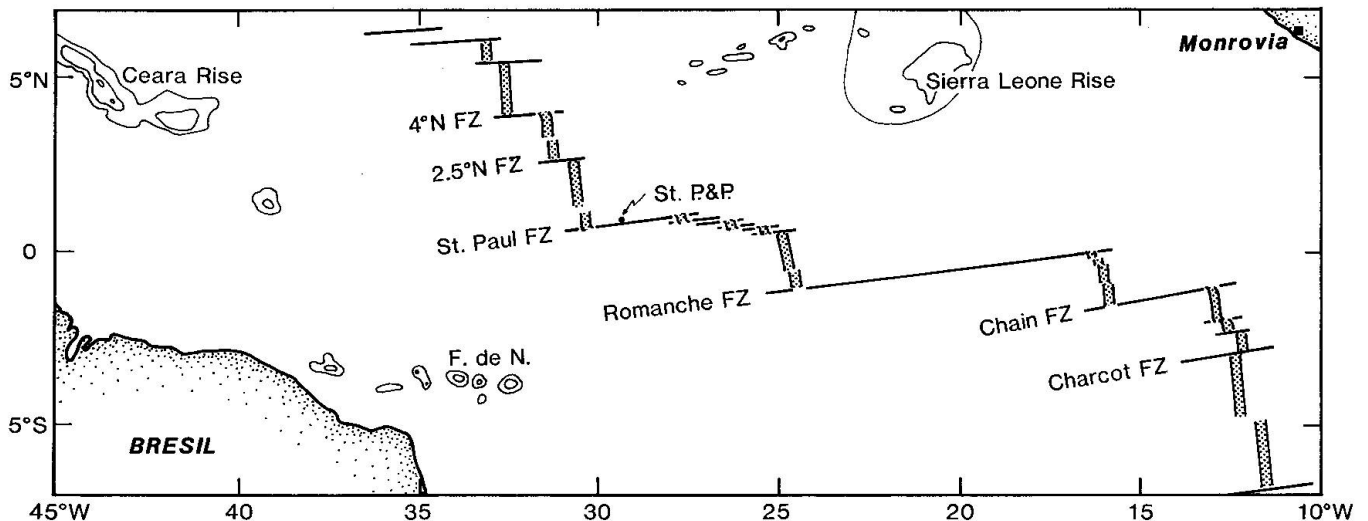 Monrovia
5°N
Ceara Rise
Sierra Leone Rise
4°N FZ
2.5°N FZ
St. P.&P.
St. Paul FZ
0
Romanche FZ
Chain FZ
F. de N.
Charcot FZ
5°S
BRESIL
45°W 40 35 30 25 20 15 10°W